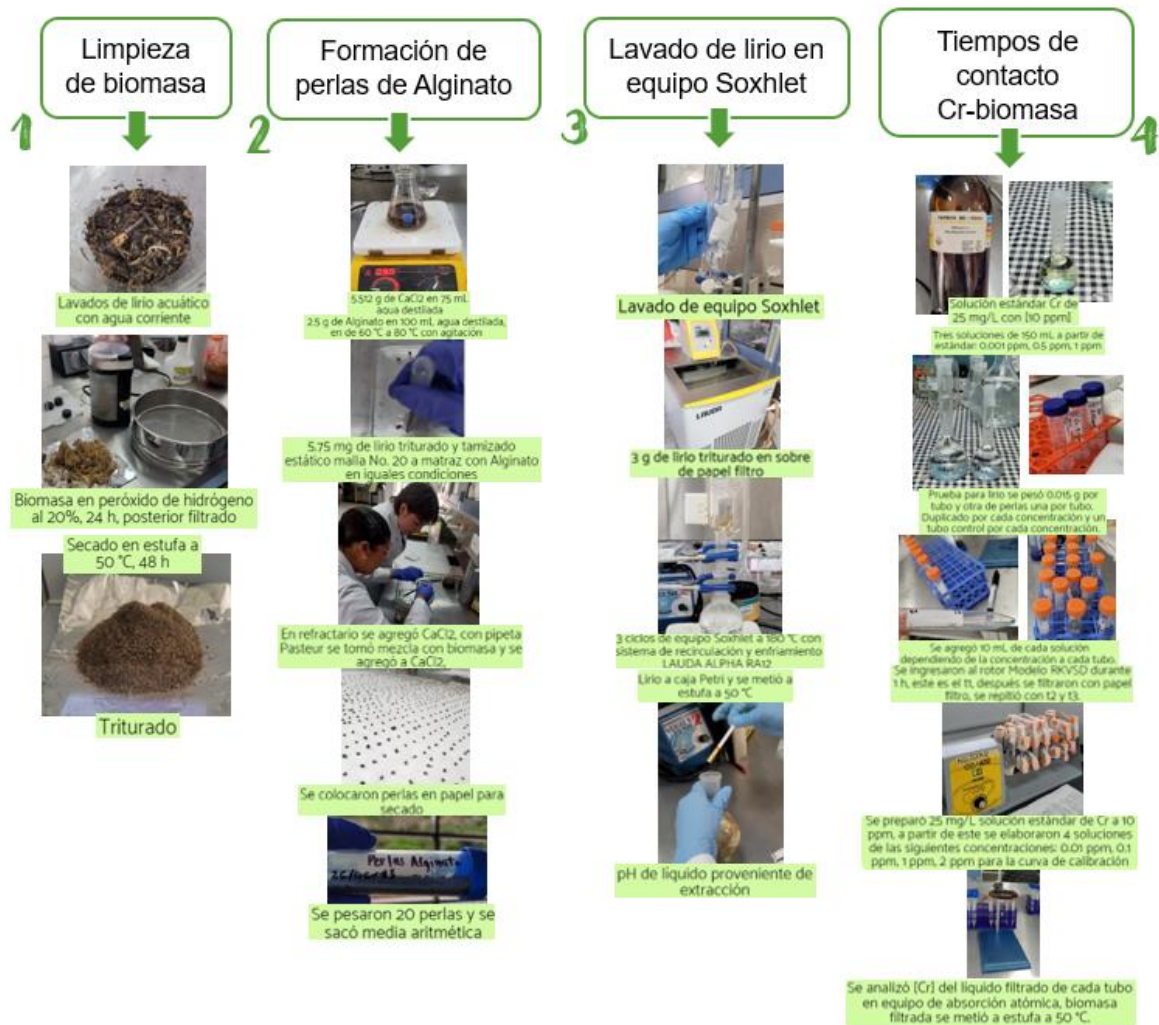 1
Limpieza
de biomasa
Lavados de lirio acuático
con agua corriente
Biomasa en peróxido de hidrógeno
al 20%, 24 h, posterior filtrado
Secado en estufa a
50 °C, 48 h
Triturado
2
Formación de
perlas de Alginato
5.512 g de CaCl2 en 75 mL
agua destilada
2.5 g de Alginato en 100 mL agua destilada,
en de 60 °C a 80 °C con agitación
5.75 mg de lirio triturado y tamizado
estático malla No. 20 a matraz con Alginato
en iguales condiciones
En refractario se agregó CaCl2, con pipeta
Pasteur se tomó mezcla con biomasa y se
agregó a CaCl2,
Se colocaron perlas en papel para
secado
Perlas Alginato
Se pesaron 20 perlas y se
sacó media aritmética
3
Lavado de lirio en
equipo Soxhlet
Lavado de equipo Soxhlet
LAUDA
3 g de lirio triturado en sobre
de papel filtro
3 ciclos de equipo Soxhlet a 180 °C con
sistema de recirculación y enfriamiento
LAUDA ALPHA RA12
Lirio a caja Petri y se metió a
estufa a 50 °C
pH de líquido proveniente de
extracción
4
Tiempos de
contacto
Cr-biomasa
Solución estándar Cr de
25 mg/L con [10 ppm]
Tres soluciones de 150 mL a partir de
estándar: 0.001 ppm, 0.5 ppm, 1 ppm
Prueba para lirio se pesó 0.015 g por
tubo y otra de perlas una por tubo.
Duplicado por cada concentración y un
tubo control por cada concentración.
Se agregó 10 mL de cada solución
dependiendo de la concentración a cada tubo.
Se ingresaron al rotor Modelo RKVSD durante
1 h, este es el t1, después se filtraron con papel
filtro, se repitió con t2 y t3.
Se preparó 25 mg/L solución estándar de Cr a 10
ppm, a partir de este se elaboraron 4 soluciones
de las siguientes concentraciones: 0.01 ppm, 0.1
ppm, 1 ppm, 2 ppm para la curva de calibración
Se analizó [Cr] del líquido filtrado de cada tubo
en equipo de absorción atómica, biomasa
filtrada se metió a estufa a 50 °C.